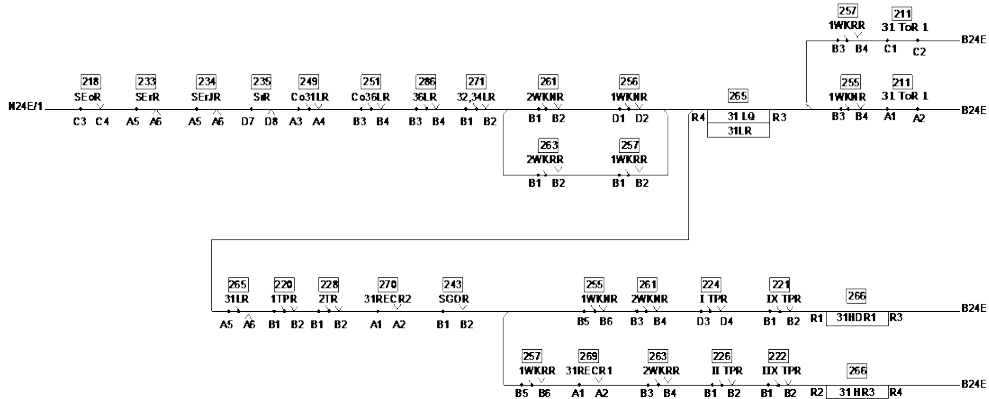 257 211
1WKRR 31 ToR 1
B24E
B3 B4 C1 C2
218 233 234 235 249 251 286 271 261 256 255 211
SEoR SErR SErJR SiR Co31LR Co36LR 36LR 32,34LR 2WKNR 1WKNR 265 1WKNR 31 ToR 1
N24E/1 B24E
C3 C4 A5 A6 A5 A6 D7 D8 A3 A4 B3 B4 B3 B4 B1 B2 B1 B2 D1 D2 R4 31 LQ R3 B3 B4 A1 A2
31LR
263 257
2WKRR 1WKRR
B1 B2 B1 B2
265 220 228 270 243 255 261 224 221 266
31LR 1TPR 2TR 31RECR2 SGOR 1WKNR 2WKNR I TPR IX TPR
B24E
A5 A6 B1 B2 B1 B2 A1 A2 B1 B2 B5 B6 B3 B4 D3 D4 B1 B2 R1 31HDR1 R3
257 269 263 226 222 266
1WKRR 31RECR1 2WKRR II TPR IIX TPR
B24E
B5 B6 A1 A2 B3 B4 B1 B2 B1 B2 R2 31 HR3 R4